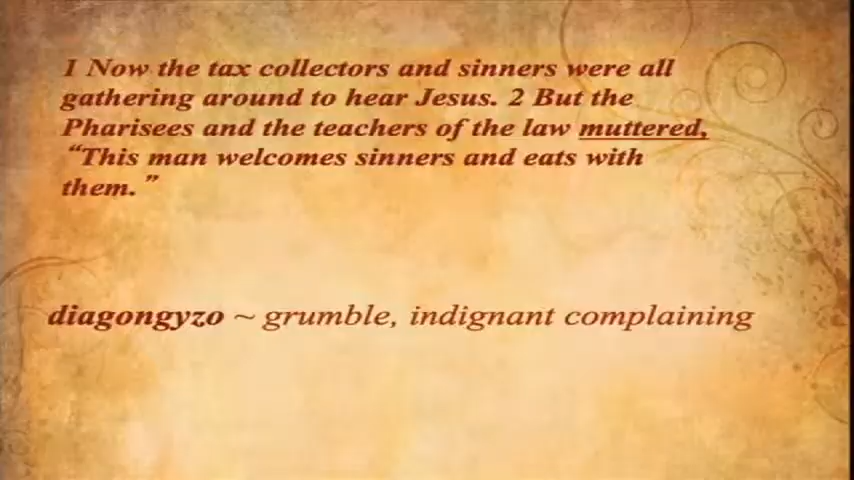 1 Now the tax collectors and sinners were all
gathering around to hear Jesus. 2 But the
Pharisees and the teachers of the law muttered,
“This man welcomes sinners and eats with
them.”
diagongyzo ~ grumble, indignant complaining